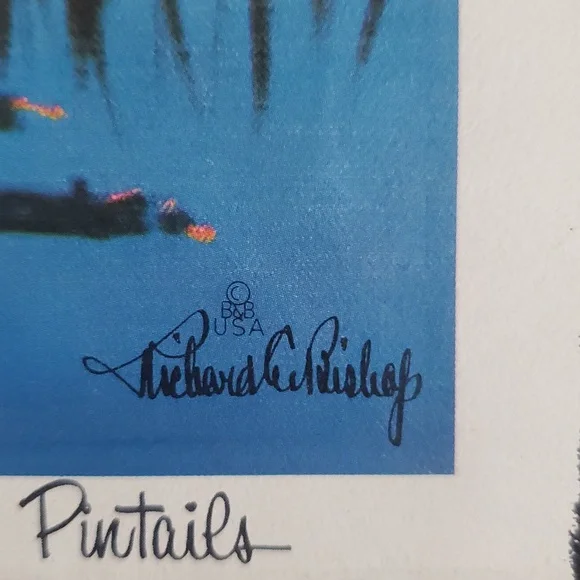 ©
B&B
USA
Richard E. Bishop
Pintails